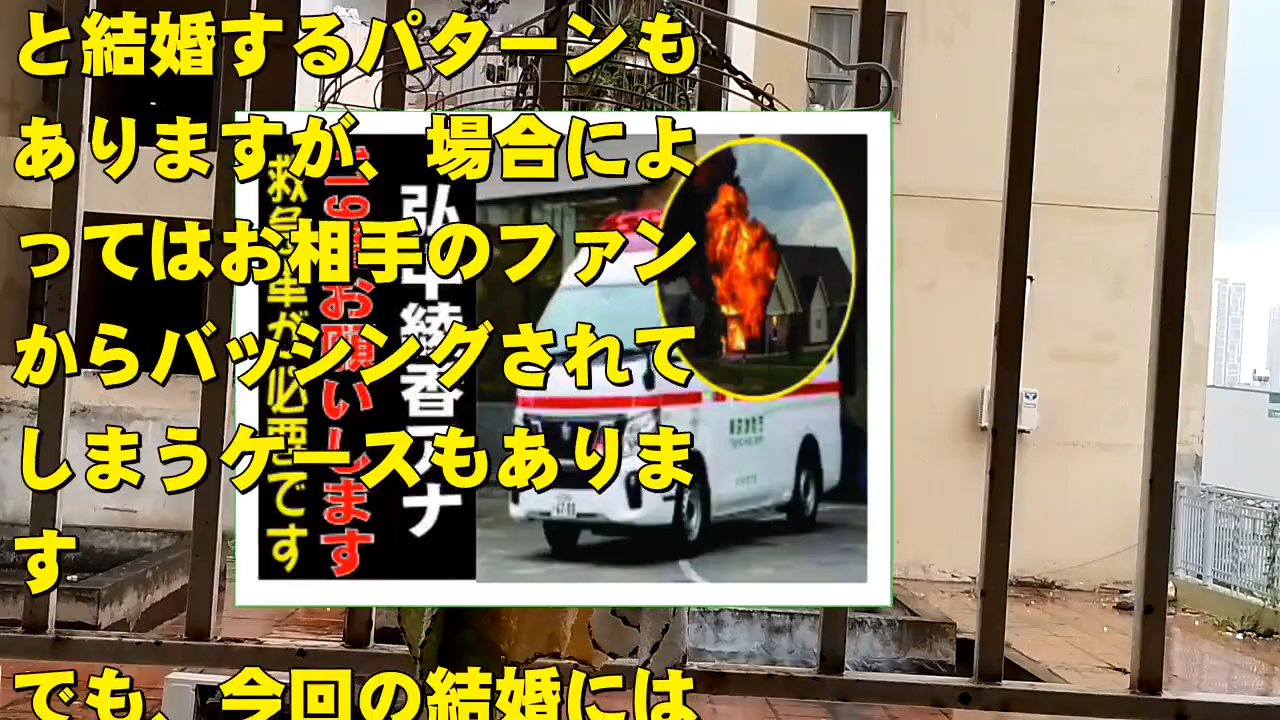 と結婚するパターンも
ありますが、場合によ
ってはお相手のファン
からバッシングされて
しまうケースもありま
す
でも、今回の結婚には
弘中綾香アナ
119番お願いします
救急車が必要です